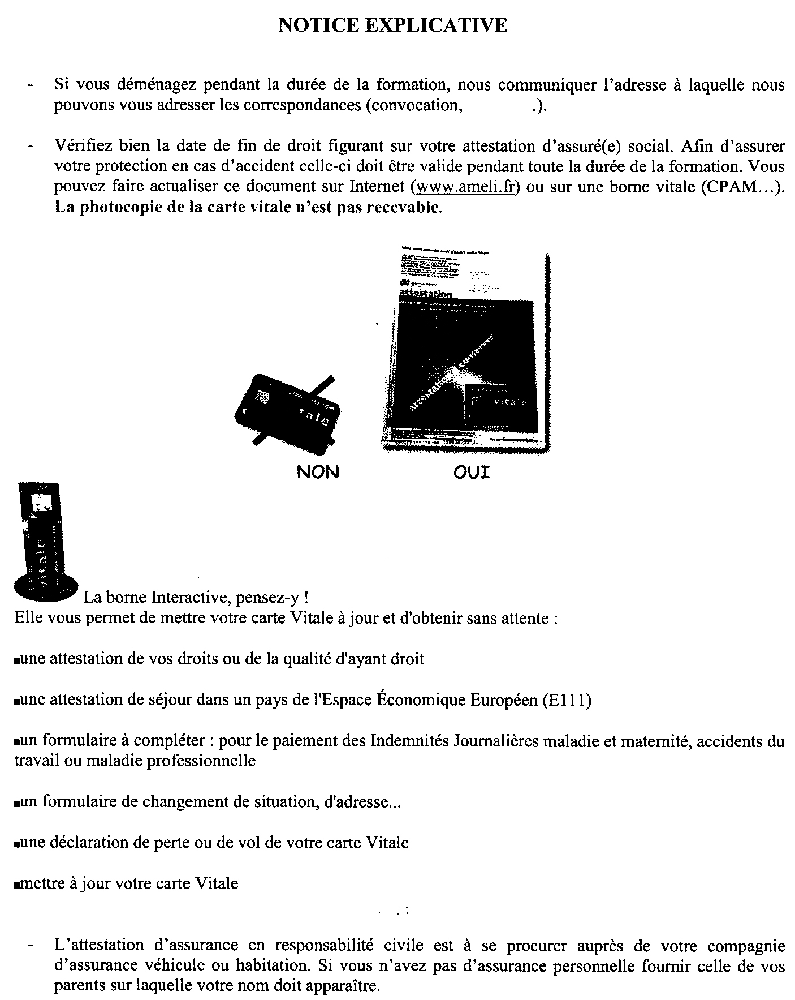 NOTICE EXPLICATIVE
- Si vous déménagez pendant la durée de la formation, nous communiquer l’adresse à laquelle nous
pouvons vous adresser les correspondances (convocation, .).
- Vérifiez bien la date de fin de droit figurant sur votre attestation d’assuré(e) social. Afin d’assurer
votre protection en cas d’accident celle-ci doit être valide pendant toute la durée de la formation. Vous
pouvez faire actualiser ce document sur Internet (www.ameli.fr) ou sur une borne vitale (CPAM…).
La photocopie de la carte vitale n’est pas recevable.
attestation
attestation à conserver
vitale
NON OUI
vitale
La borne Interactive, pensez-y !
Elle vous permet de mettre votre carte Vitale à jour et d'obtenir sans attente :
▪une attestation de vos droits ou de la qualité d'ayant droit
▪une attestation de séjour dans un pays de l'Espace Économique Européen (E111)
▪un formulaire à compléter : pour le paiement des Indemnités Journalières maladie et maternité, accidents du
travail ou maladie professionnelle
▪un formulaire de changement de situation, d'adresse...
▪une déclaration de perte ou de vol de votre carte Vitale
▪mettre à jour votre carte Vitale
- L’attestation d’assurance en responsabilité civile est à se procurer auprès de votre compagnie
d’assurance véhicule ou habitation. Si vous n’avez pas d’assurance personnelle fournir celle de vos
parents sur laquelle votre nom doit apparaître.